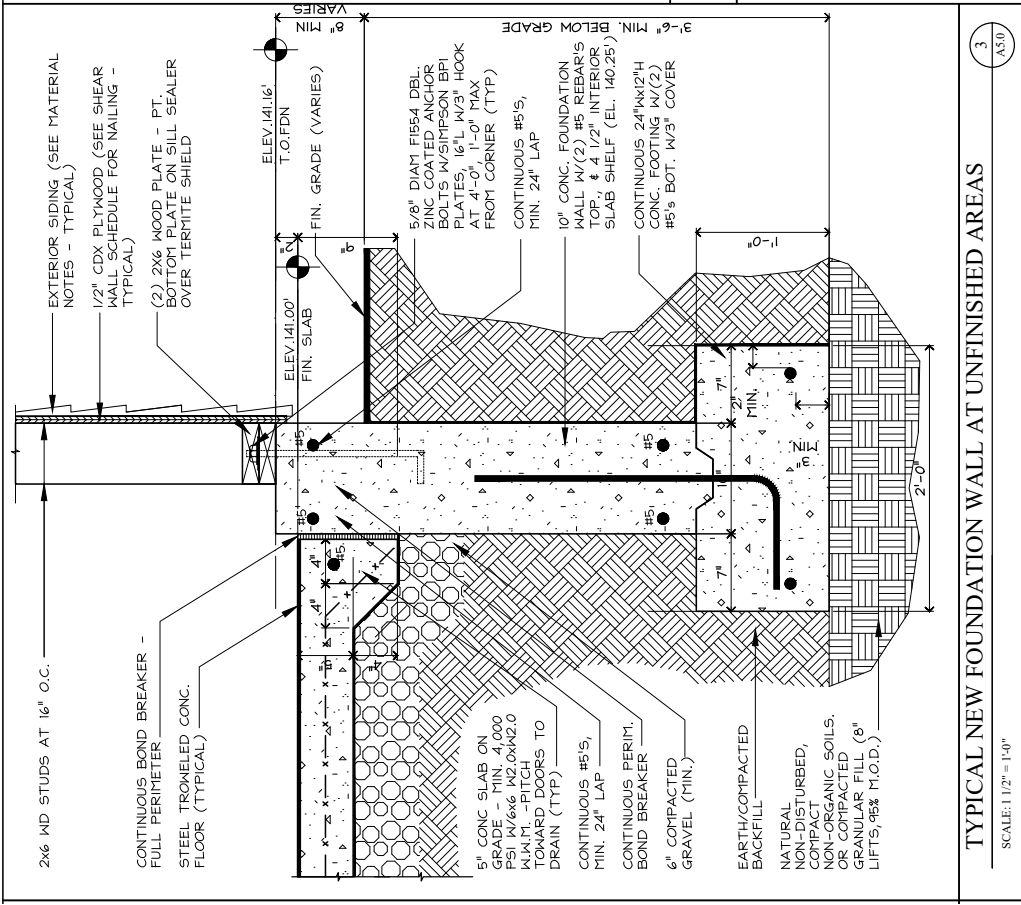 2x6 WD STUDS AT 16" O.C.
CONTINUOUS BOND BREAKER -
FULL PERIMETER
STEEL TROWELED CONC.
FLOOR (TYPICAL)
5" CONC SLAB ON
GRADE - MIN. 4,000
PSI W/6x6 W2.0xW2.0
W.W.M. -PITCH
TOWARD DOORS TO
DRAIN (TYP)
CONTINUOUS #5'S,
MIN. 24" LAP
CONTINUOUS PERIM.
BOND BREAKER
6" COMPACTED
GRAVEL (MIN.)
EARTH/COMPACTED
BACKFILL
NATURAL
NON-DISTURBED,
COMPACT
NON-ORGANIC SOILS.
OR COMPACTED
GRANULAR FILL (8"
LIFTS, 95% M.O.D.)
EXTERIOR SIDING (SEE MATERIAL
NOTES - TYPICAL)
1/2" CDX PLYWOOD (SEE SHEAR
WALL SCHEDULE FOR NAILING -
TYPICAL)
(2) 2X6 WOOD PLATE - PT.
BOTTOM PLATE ON SILL SEALER
OVER TERMITE SHIELD
ELEV.141.16'
T.O.FDN
ELEV.141.00'
FIN. SLAB
FIN. GRADE (VARIES)
5/8" DIAM F1554 DBL.
ZINC COATED ANCHOR
BOLTS W/SIMPSON BP1
PLATES, 16"L W/3" HOOK
AT 4'-0", 1'-0" MAX
FROM CORNER (TYP)
CONTINUOUS #5'S,
MIN. 24" LAP
10" CONC. FOUNDATION
WALL W/(2) #5 REBAR'S
TOP., & 4 1/2" INTERIOR
SLAB SHELF (EL. 140.25')
CONTINUOUS 24"Wx12"H
CONC. FOOTING W/(2)
#5's BOT. W/3" COVER
8" MIN
VARIES
3'-6" MIN. BELOW GRADE
2"
9"
1'-0"
#5
#5
#5
#5
#5
4"
4"
5"
4"
7"
10"
7"
2"
MIN.
3"
MIN
2'-0"
TYPICAL NEW FOUNDATION WALL AT UNFINISHED AREAS
SCALE: 1 1/2" = 1'-0"
3
A5.0